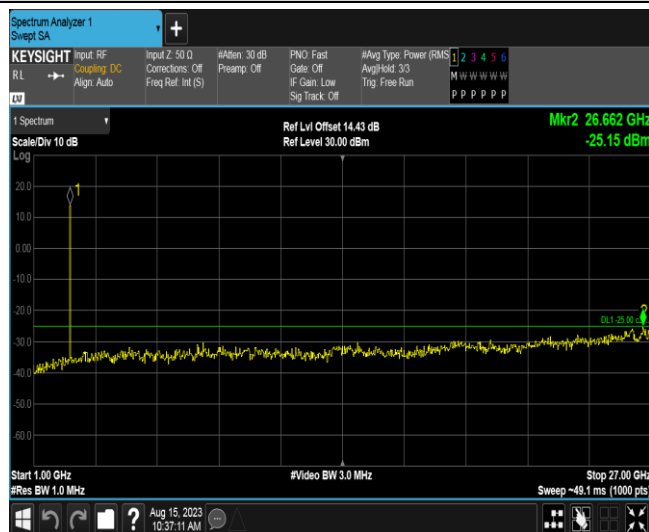 Spectrum Analyzer 1
Swept SA
KEYSIGHT
RL
LXI
Input: RF
Coupling: DC
Align: Auto
Input Z: 50 Ω
Corrections: Off
Freq Ref: Int (S)
#Atten: 30 dB
Preamp: Off
PNO: Fast
Gate: Off
IF Gain: Low
Sig Track: Off
#Avg Type: Power (RMS
Avg|Hold: 3/3
Trig: Free Run
1 2 3 4 5 6
M W W W W W
P P P P P P
1 Spectrum
Scale/Div 10 dB
Log
Ref Lvl Offset 14.43 dB
Ref Level 30.00 dBm
Mkr2 26.662 GHz
-25.15 dBm
20.0
10.0
0.00
-10.0
-20.0
-30.0
-40.0
-50.0
-60.0
1
2
DL1 -25.00
Start 1.00 GHz
#Res BW 1.0 MHz
#Video BW 3.0 MHz
Stop 27.00 GHz
Sweep ~49.1 ms (1000 pts)
?
Aug 15, 2023
10:37:11 AM